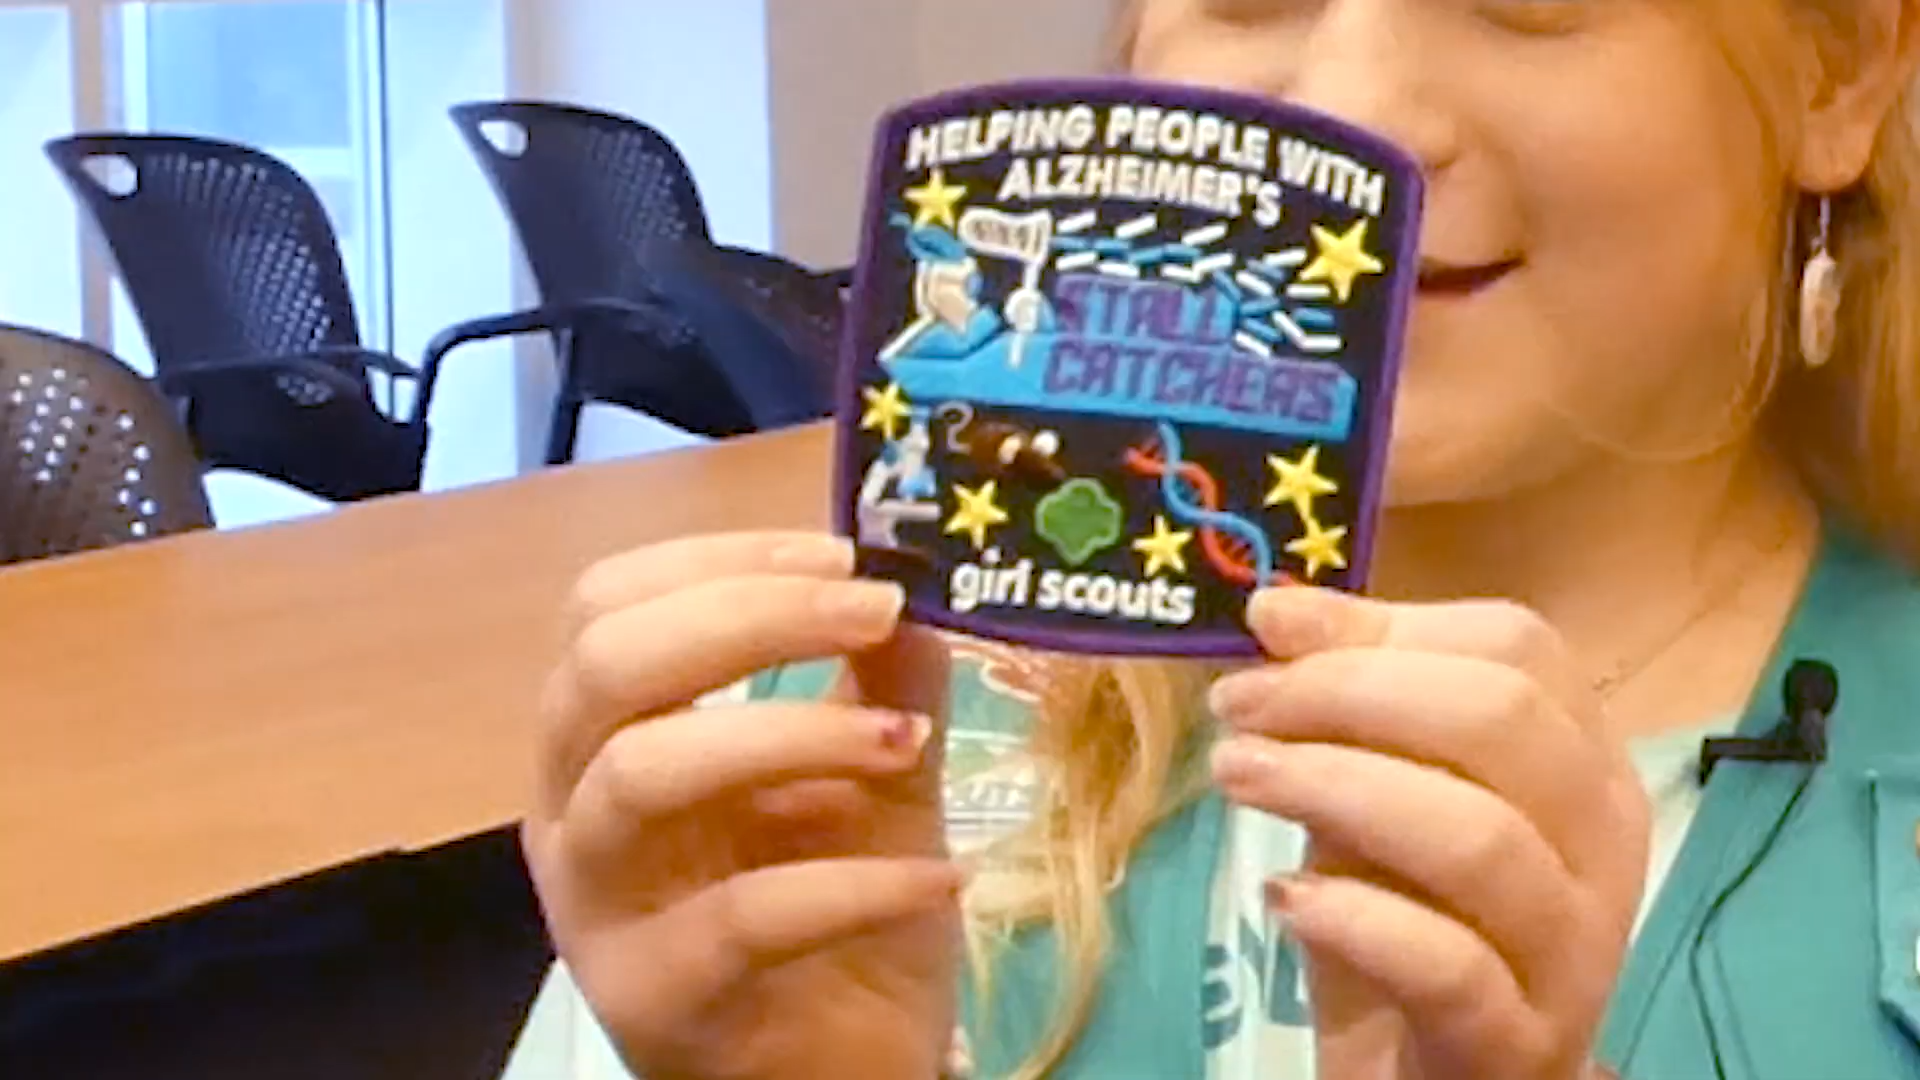 HELPING PEOPLE WITH
ALZHEIMER'S
STALL
CATCHERS
girl scouts